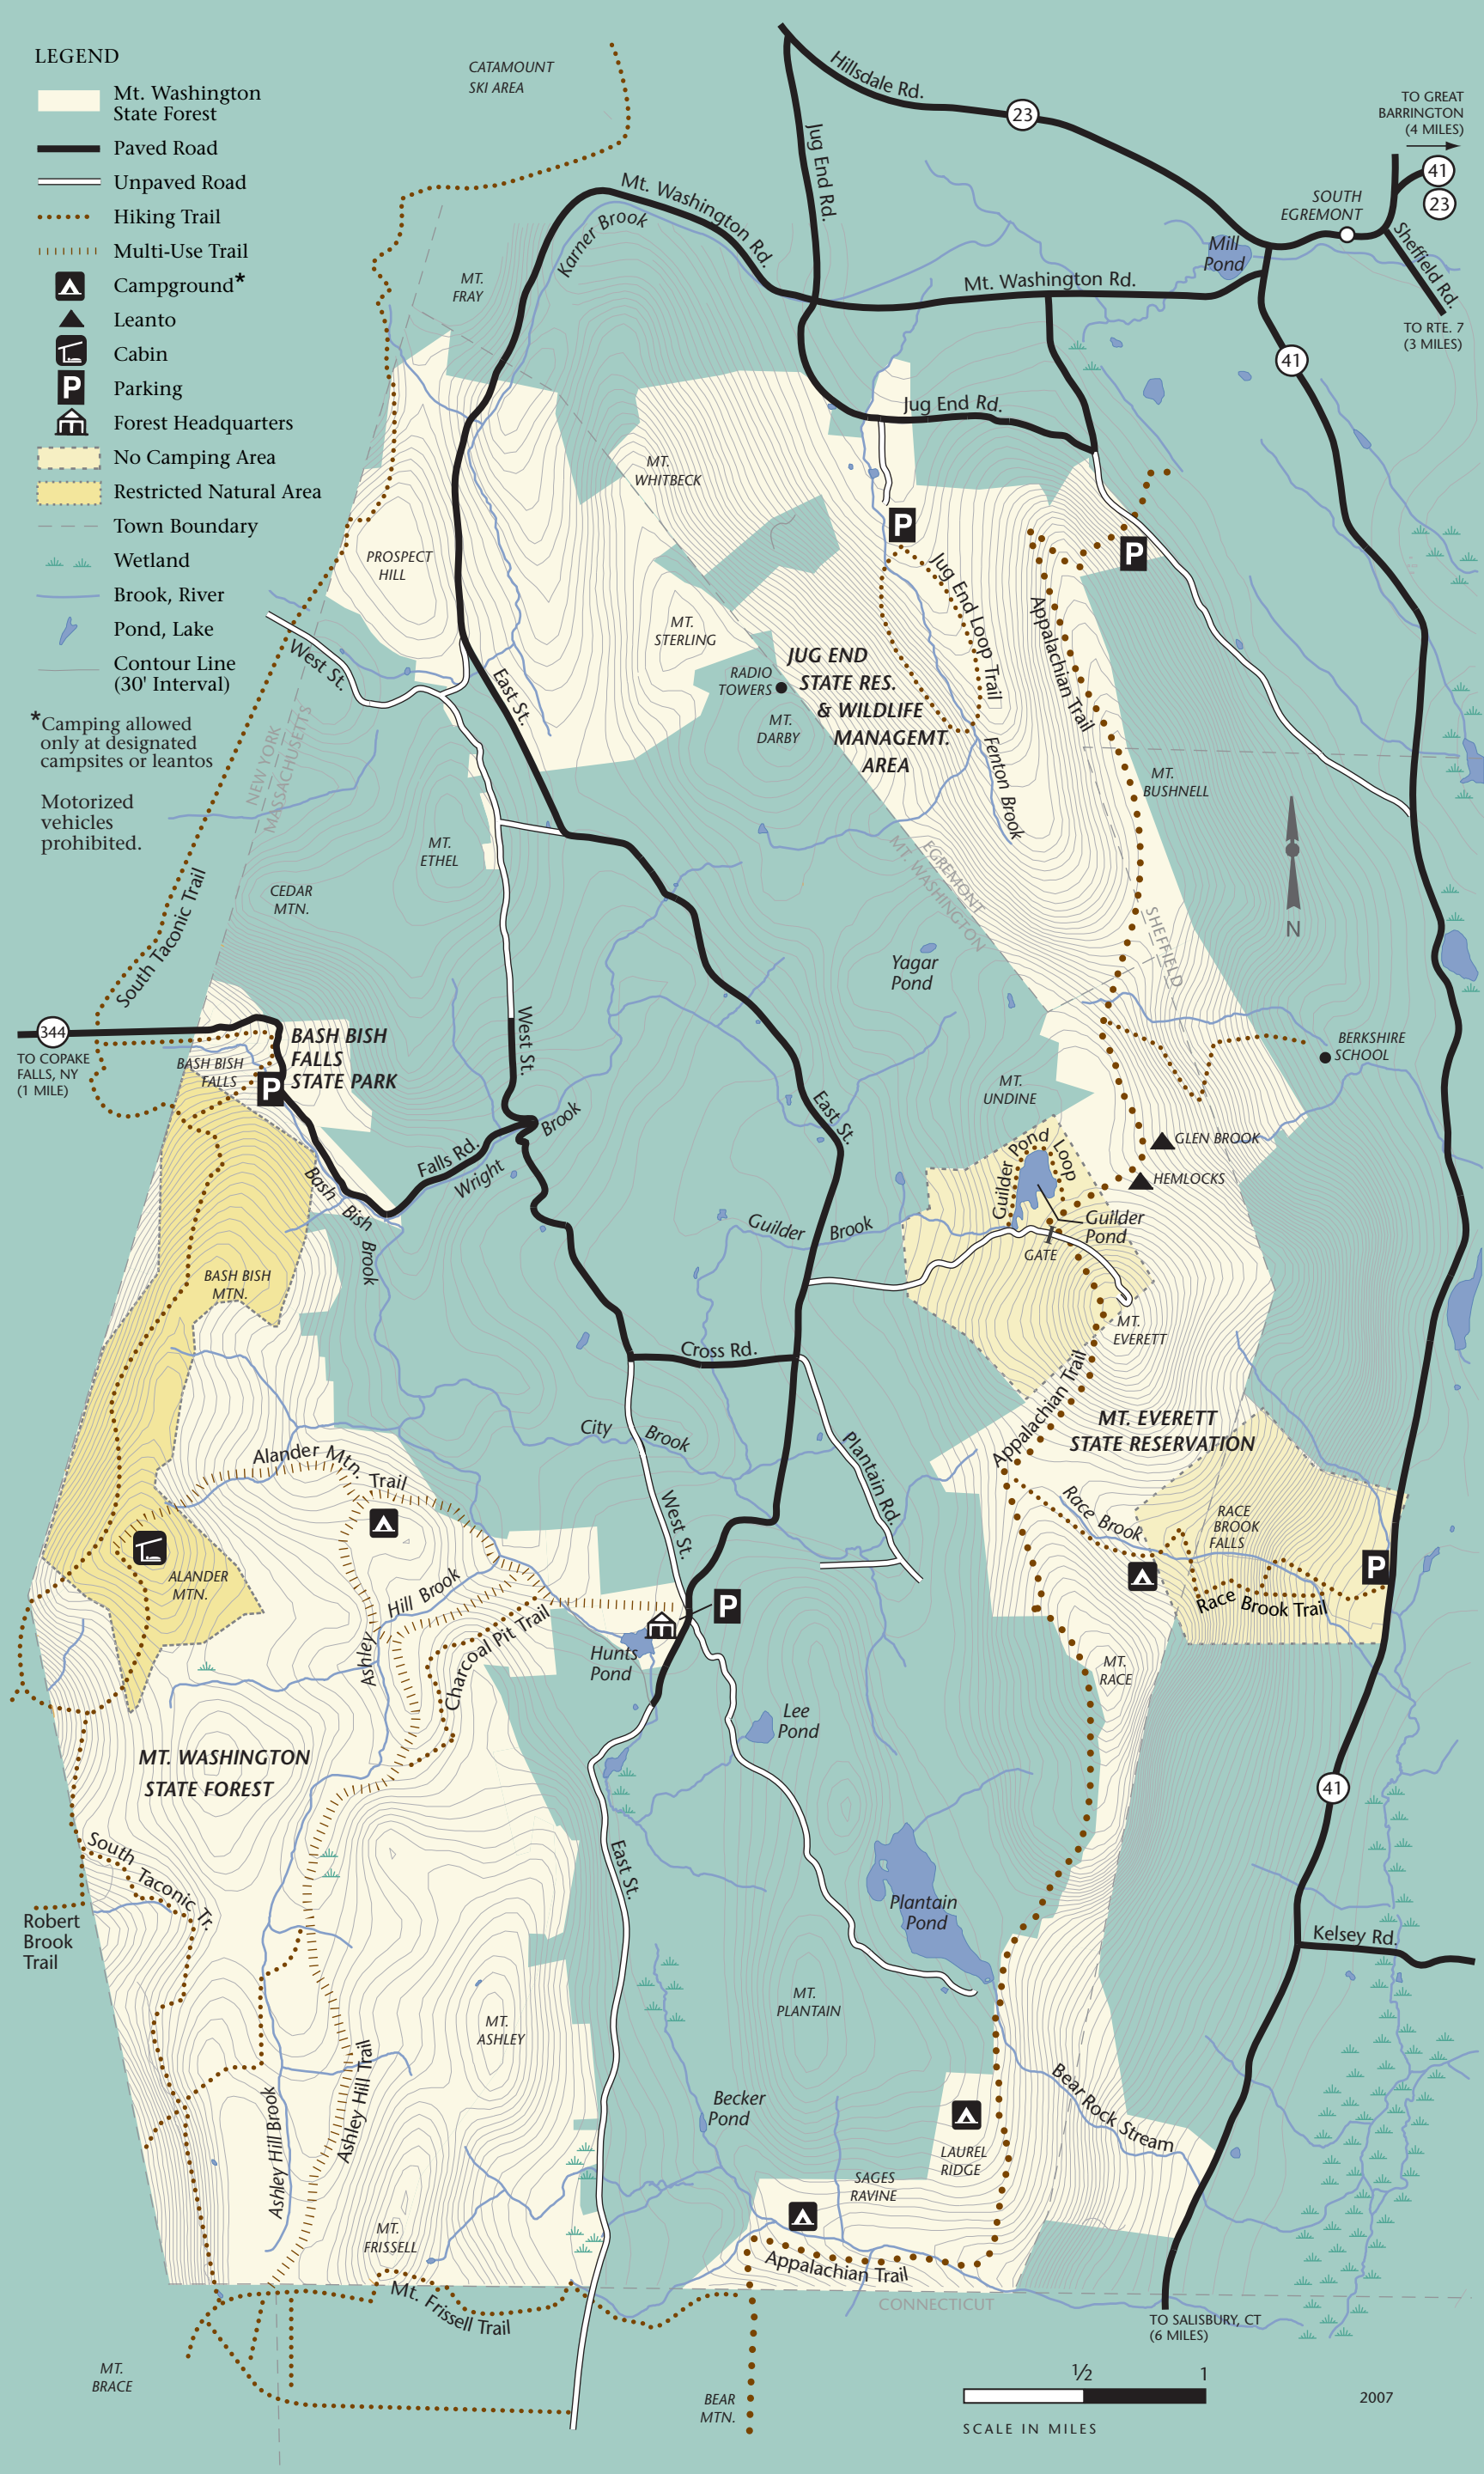 LEGEND
Mt. Washington
State Forest
Paved Road
Unpaved Road
Hiking Trail
Multi-Use Trail
Campground*
Leanto
Cabin
P
Parking
Forest Headquarters
No Camping Area
Restricted Natural Area
Town Boundary
Wetland
Brook, River
Pond, Lake
Contour Line
(30' Interval)
*Camping allowed
only at designated
campsites or leantos
Motorized
vehicles
prohibited.
CATAMOUNT
SKI AREA
Hillsdale Rd.
23
Jug End Rd.
TO GREAT
BARRINGTON
(4 MILES)
41
23
SOUTH
EGREMONT
Sheffield Rd.
TO RTE. 7
(3 MILES)
Mill
Pond
Mt. Washington Rd.
Mt. Washington Rd.
Karner Brook
MT.
FRAY
41
Jug End Rd.
MT.
WHITBECK
P
P
PROSPECT
HILL
Jug End Loop Trail
Appalachian Trail
MT.
STERLING
West St.
East St.
RADIO
TOWERS
JUG END
STATE RES.
& WILDLIFE
MANAGEMT.
AREA
MT.
DARBY
Fenton Brook
MT.
BUSHNELL
NEW YORK
MASSACHUSETTS
MT.
ETHEL
EGREMONT
MT. WASHINGTON
CEDAR
MTN.
SHEFFIELD
N
South Taconic Trail
Yagar
Pond
344
TO COPAKE
FALLS, NY
(1 MILE)
BASH BISH
FALLS
STATE PARK
BASH BISH
FALLS
P
West St.
BERKSHIRE
SCHOOL
MT.
UNDINE
East St.
GLEN BROOK
HEMLOCKS
Falls Rd.
Wright
Brook
Bash Bish
Brook
Guilder Pond Loop
Guilder
Pond
GATE
Guilder Brook
BASH BISH
MTN.
MT.
EVERETT
Cross Rd.
Appalachian Trail
MT. EVERETT
STATE RESERVATION
City Brook
Plantain Rd.
Alander Mtn. Trail
West St.
Race Brook
RACE
BROOK
FALLS
P
Race Brook Trail
ALANDER
MTN.
Ashley
Hill Brook
Charcoal Pit Trail
P
Hunts
Pond
MT.
RACE
Lee
Pond
MT. WASHINGTON
STATE FOREST
41
South Taconic Tr.
East St.
Plantain
Pond
Robert
Brook
Trail
Kelsey Rd.
MT.
PLANTAIN
MT.
ASHLEY
Ashley Hill Trail
Ashley Hill Brook
Becker
Pond
Bear Rock Stream
LAUREL
RIDGE
SAGES
RAVINE
MT.
FRISSELL
Appalachian Trail
Mt. Frissell Trail
CONNECTICUT
TO SALISBURY, CT
(6 MILES)
MT.
BRACE
BEAR
MTN.
½
1
SCALE IN MILES
2007